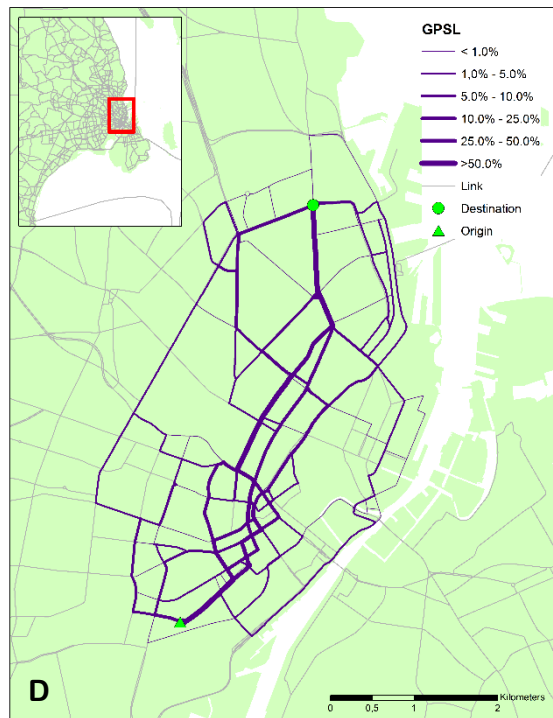 GPSL
< 1.0%
1,0% - 5.0%
5.0% - 10.0%
10.0% - 25.0%
25.0% - 50.0%
>50.0%
Link
Destination
Origin
D
Kilometers
0 0,5 1 2